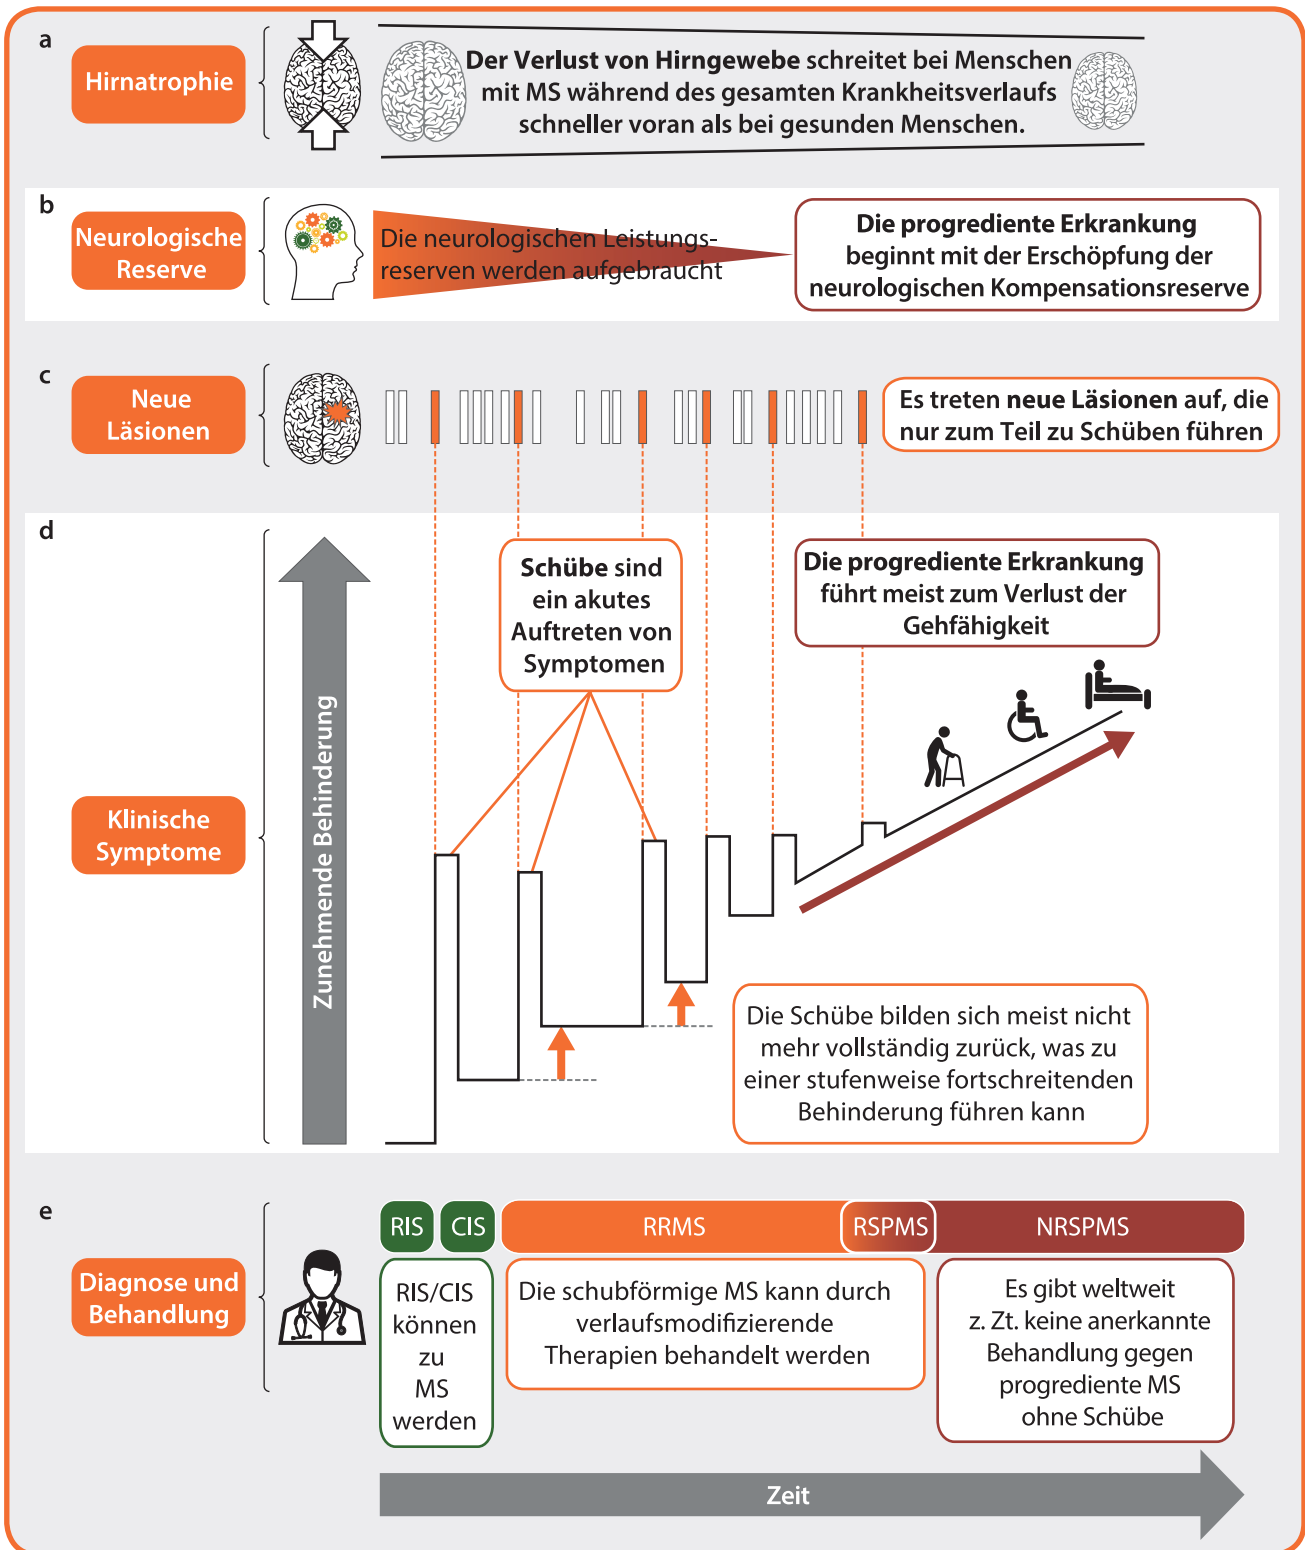 a
Hirnatrophie
Der Verlust von Hirngewebe schreitet bei Menschen
mit MS während des gesamten Krankheitsverlaufs
schneller voran als bei gesunden Menschen.
b
Neurologische
Reserve
Die neurologischen Leistungs-
reserven werden aufgebraucht
Die progrediente Erkrankung
beginnt mit der Erschöpfung der
neurologischen Kompensationsreserve
c
Neue
Läsionen
Es treten neue Läsionen auf, die
nur zum Teil zu Schüben führen
d
Klinische
Symptome
Zunehmende Behinderung
Schübe sind
ein akutes
Auftreten von
Symptomen
Die progrediente Erkrankung
führt meist zum Verlust der
Gehfähigkeit
Die Schübe bilden sich meist nicht
mehr vollständig zurück, was zu
einer stufenweise fortschreitenden
Behinderung führen kann
e
Diagnose und
Behandlung
RIS
CIS
RRMS
RSPMS
NRSPMS
RIS/CIS
können
zu
MS
werden
Die schubförmige MS kann durch
verlaufsmodifizierende
Therapien behandelt werden
Es gibt weltweit
z. Zt. keine anerkannte
Behandlung gegen
progrediente MS
ohne Schübe
Zeit